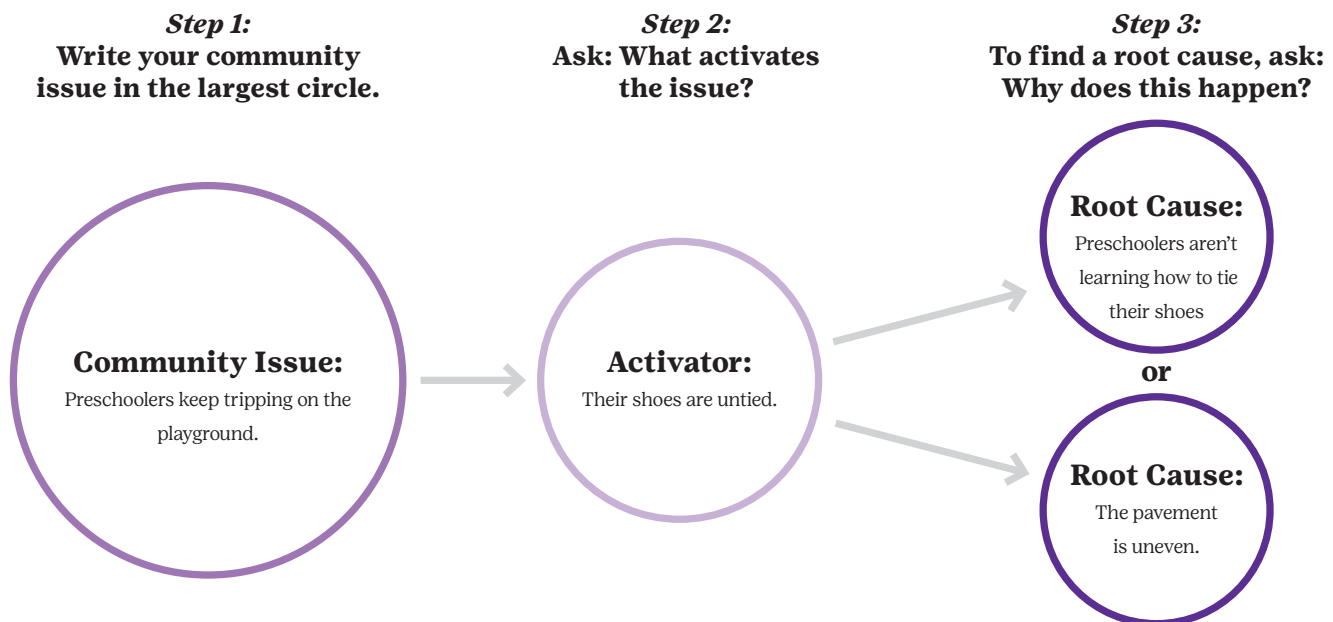 Step 1:
Write your community
issue in the largest circle.
Step 2:
Ask: What activates
the issue?
Step 3:
To find a root cause, ask:
Why does this happen?
Community Issue:
Preschoolers keep tripping on the
playground.
Activator:
Their shoes are untied.
Root Cause:
Preschoolers aren’t
learning how to tie
their shoes
or
Root Cause:
The pavement
is uneven.